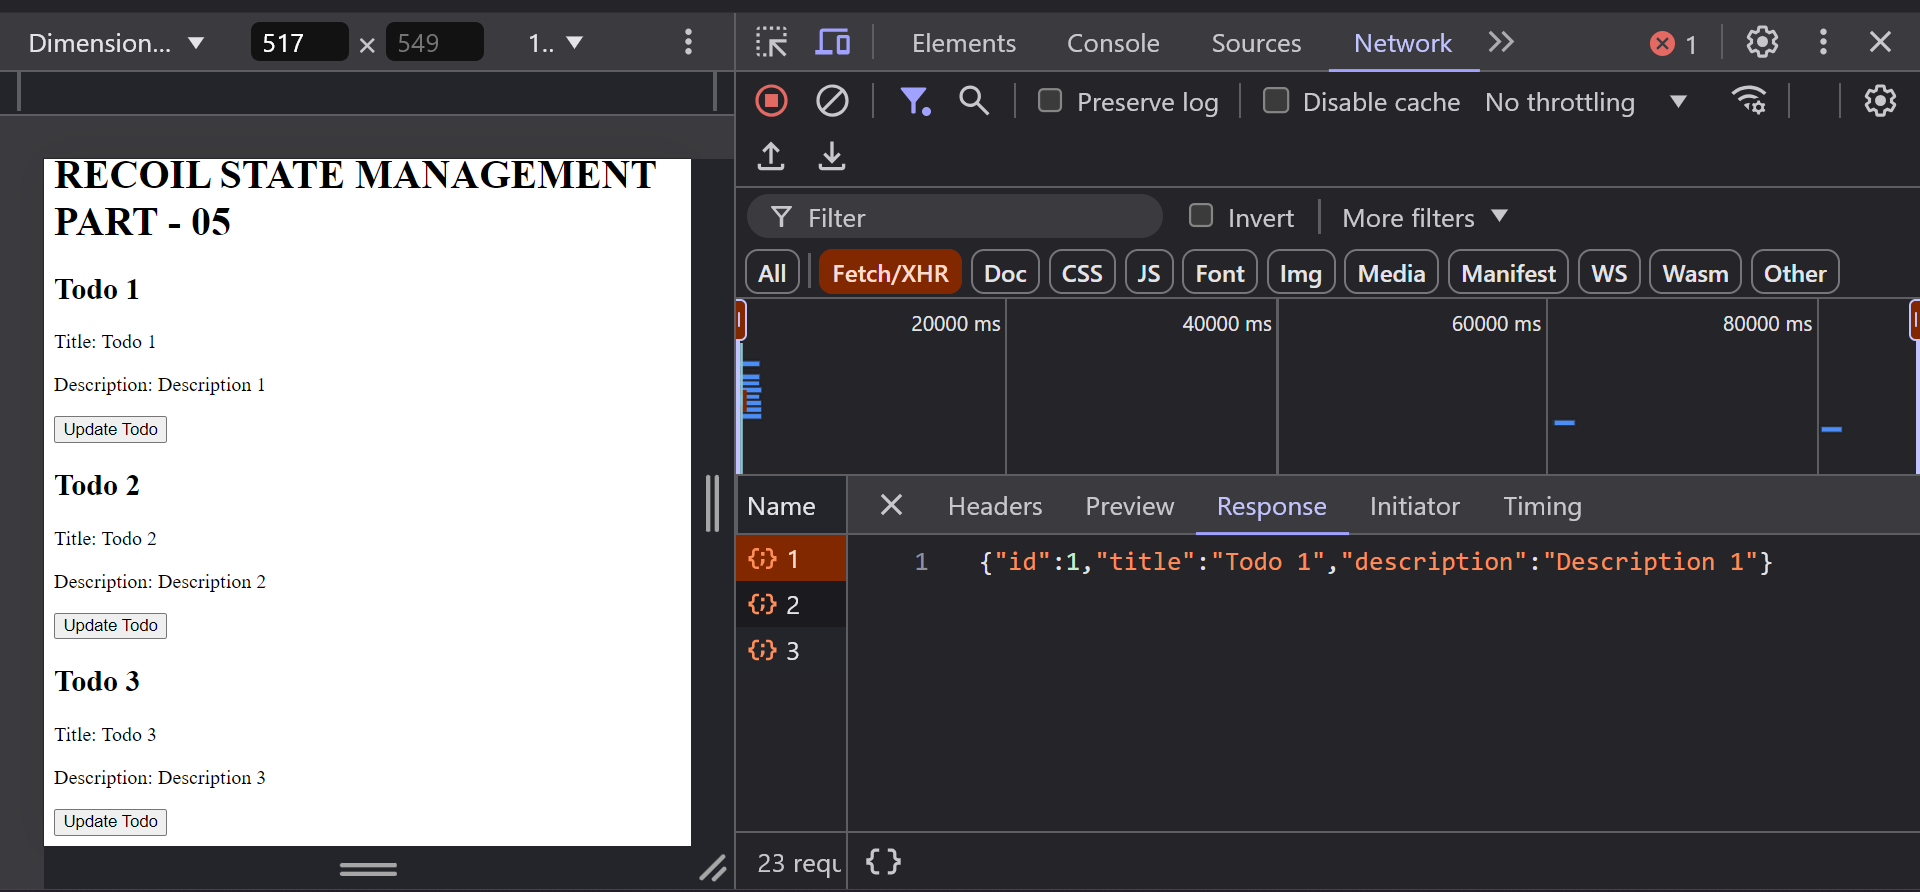 Dimension... 517 × 549 1..
Elements Console Sources Network 1
Preserve log Disable cache No throttling
RECOIL STATE MANAGEMENT
PART - 05
Todo 1
Title: Todo 1
Description: Description 1
Update Todo
Todo 2
Title: Todo 2
Description: Description 2
Update Todo
Todo 3
Title: Todo 3
Description: Description 3
Update Todo
Filter Invert More filters
All Fetch/XHR Doc CSS JS Font Img Media Manifest WS Wasm Other
20000 ms 40000 ms 60000 ms 80000 ms
Name Headers Preview Response Initiator Timing
1
2
3
1 {"id":1,"title":"Todo 1","description":"Description 1"}
23 requ {}